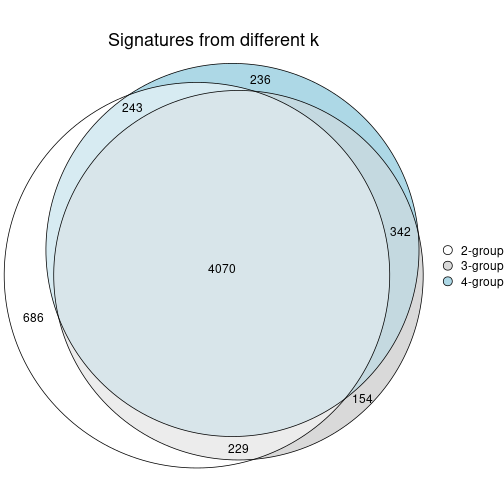 Signatures from different k
236
243
342
4070
686
154
229
2-group
3-group
4-group